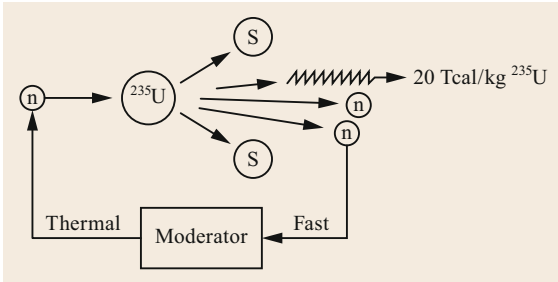 S
20 Tcal/kg ²³⁵U
n
²³⁵U
n
n
S
Thermal
Moderator
Fast